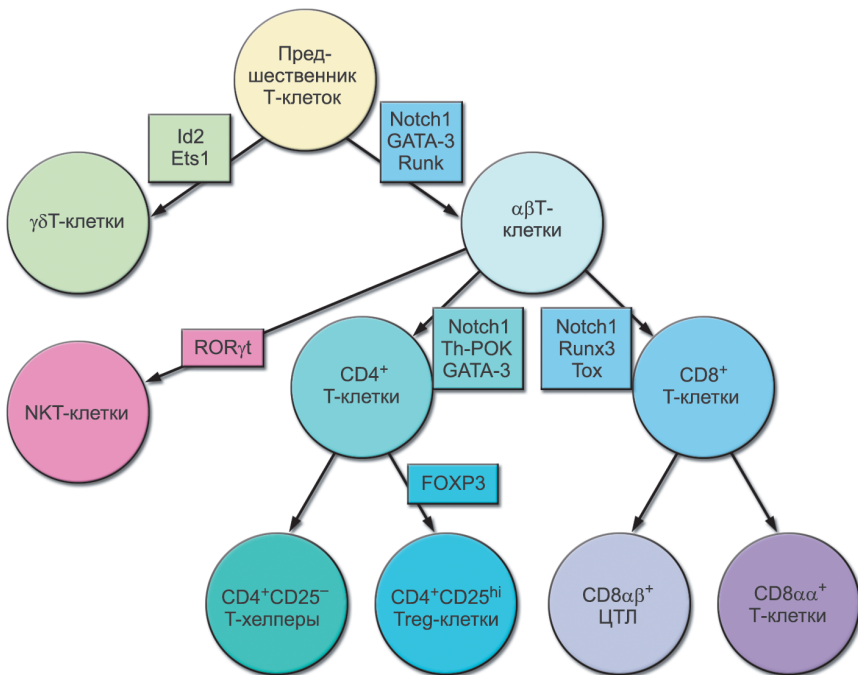 Пред-
шественник
Т-клеток
Id2
Ets1
Notch1
GATA-3
Runk
γδT-клетки
αβT-
клетки
RORγt
Notch1
Th-POK
GATA-3
Notch1
Runx3
Tox
NKT-клетки
CD4⁺
Т-клетки
CD8⁺
Т-клетки
FOXP3
CD4⁺CD25⁻
Т-хелперы
CD4⁺CD25ʰⁱ
Treg-клетки
CD8αβ⁺
ЦТЛ
CD8αα⁺
Т-клетки